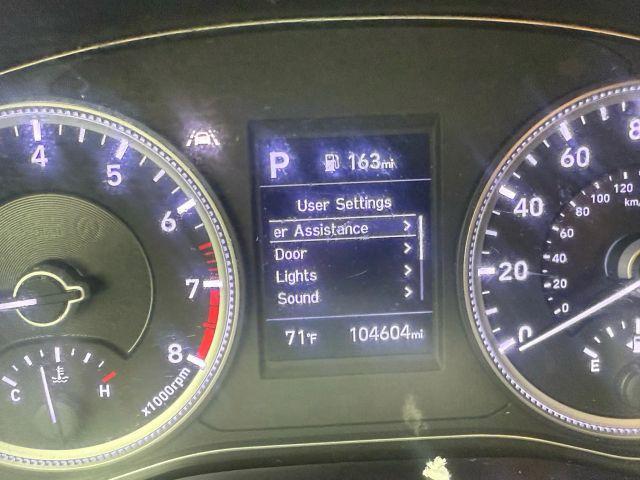 P 163mi
User Settings
er Assistance >
Door >
Lights >
Sound >
71°F 104604mi
4
5
6
7
8
x1000rpm
C H
0
20
40
60
8
0
20
40
60
80
100
120
km/
E